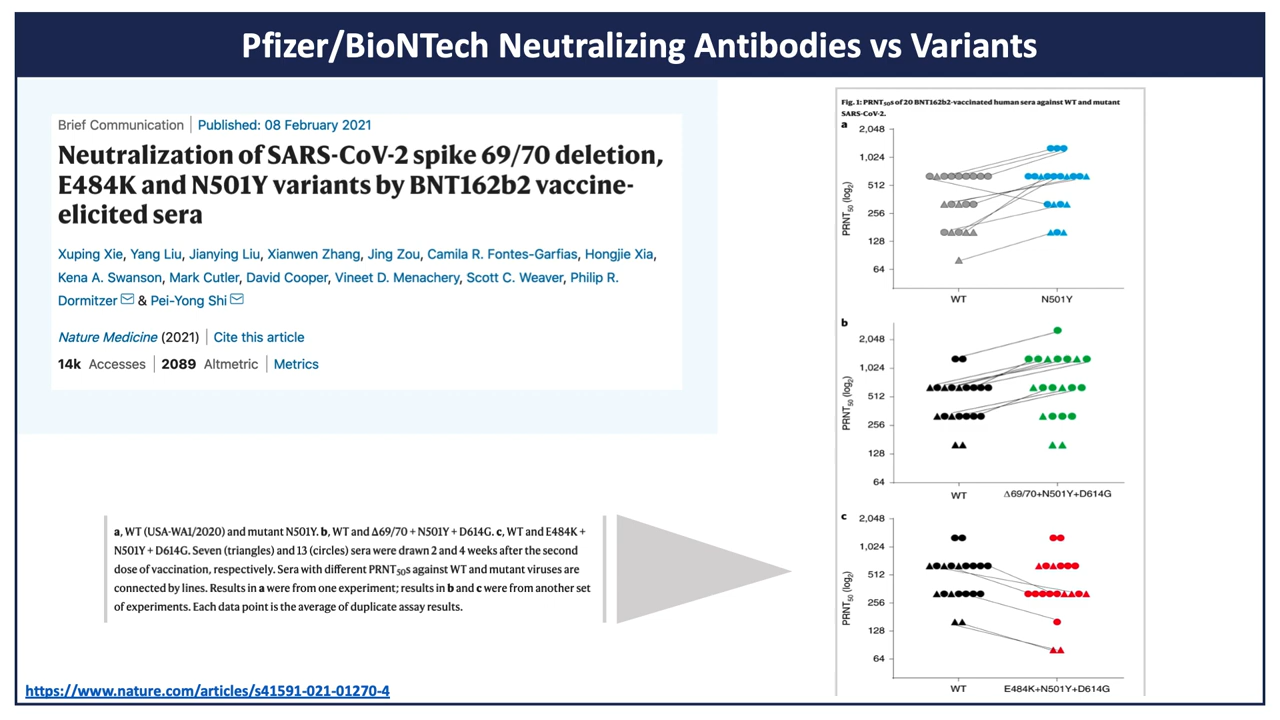 Pfizer/BioNTech Neutralizing Antibodies vs Variants
Brief Communication | Published: 08 February 2021
Neutralization of SARS-CoV-2 spike 69/70 deletion,
E484K and N501Y variants by BNT162b2 vaccine-
elicited sera
Xuping Xie, Yang Liu, Jianying Liu, Xianwen Zhang, Jing Zou, Camila R. Fontes-Garfias, Hongjie Xia,
Kena A. Swanson, Mark Cutler, David Cooper, Vineet D. Menachery, Scott C. Weaver, Philip R.
Dormitzer & Pei-Yong Shi
Nature Medicine (2021) | Cite this article
14k Accesses | 2089 Altmetric | Metrics
a, WT (USA-WA1/2020) and mutant N501Y. b, WT and Δ69/70 + N501Y + D614G. c, WT and E484K +
N501Y + D614G. Seven (triangles) and 13 (circles) sera were drawn 2 and 4 weeks after the second
dose of vaccination, respectively. Sera with different PRNT50s against WT and mutant viruses are
connected by lines. Results in a were from one experiment; results in b and c were from another set
of experiments. Each data point is the average of duplicate assay results.
https://www.nature.com/articles/s41591-021-01270-4
Fig. 1: PRNT50s of 20 BNT162b2-vaccinated human sera against WT and mutant
SARS-CoV-2.
a
2,048
1,024
512
256
128
64
PRNT50 (log2)
WT
N501Y
b
2,048
1,024
512
256
128
64
PRNT50 (log2)
WT
Δ69/70+N501Y+D614G
c
2,048
1,024
512
256
128
64
PRNT50 (log2)
WT
E484K+N501Y+D614G